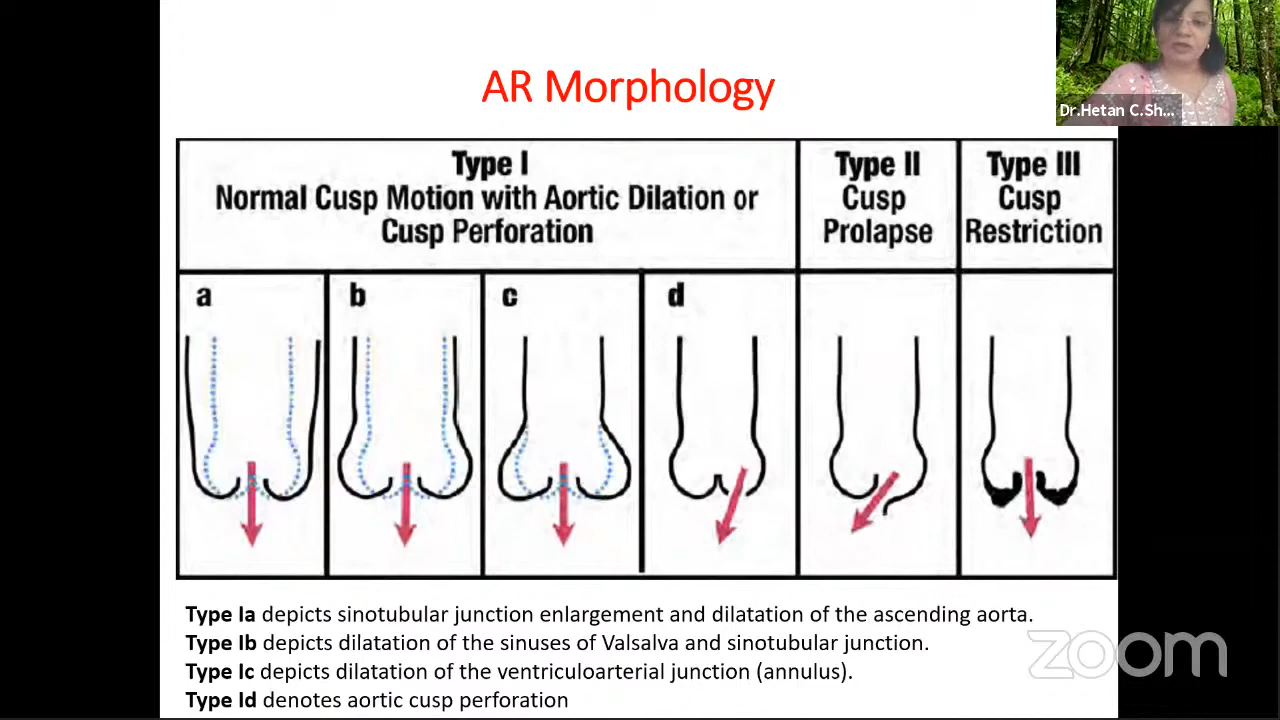 AR Morphology
Dr.Hetan C.Sh...
Type I
Normal Cusp Motion with Aortic Dilation or
Cusp Perforation
Type II
Cusp
Prolapse
Type III
Cusp
Restriction
a
b
c
d
Type Ia depicts sinotubular junction enlargement and dilatation of the ascending aorta.
Type Ib depicts dilatation of the sinuses of Valsalva and sinotubular junction.
Type Ic depicts dilatation of the ventriculoarterial junction (annulus).
Type Id denotes aortic cusp perforation
zoom